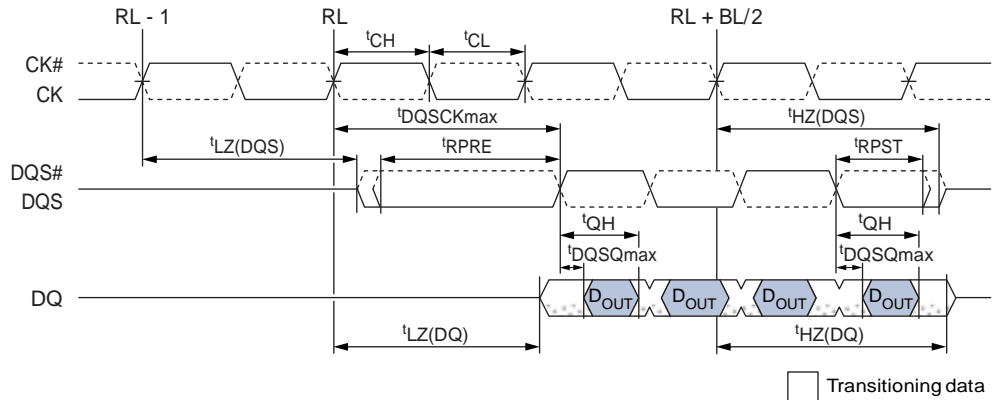 RL - 1 RL RL + BL/2
tCH tCL
CK#
CK
tDQSCKmax tHZ(DQS)
tLZ(DQS) tRPRE tRPST
DQS#
DQS
tQH tQH
tDQSQmax tDQSQmax
DQ DOUT DOUT DOUT DOUT
tLZ(DQ) tHZ(DQ)
Transitioning data